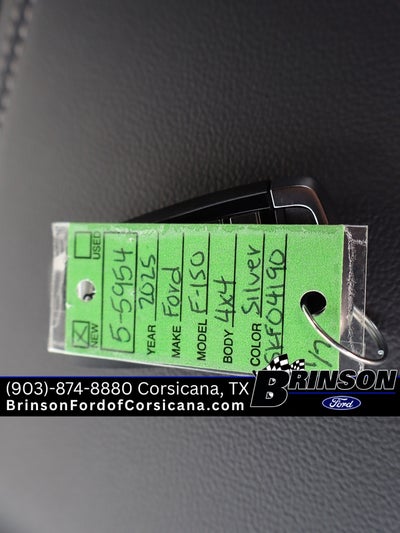 USED
NEW
5-5954
YEAR 2025
MAKE Ford
MODEL F-150
BODY 4x4
COLOR Silver
KF04190
(903)-874-8880 Corsicana, TX
BrinsonFordofCorsicana.com
BRINSON
Ford